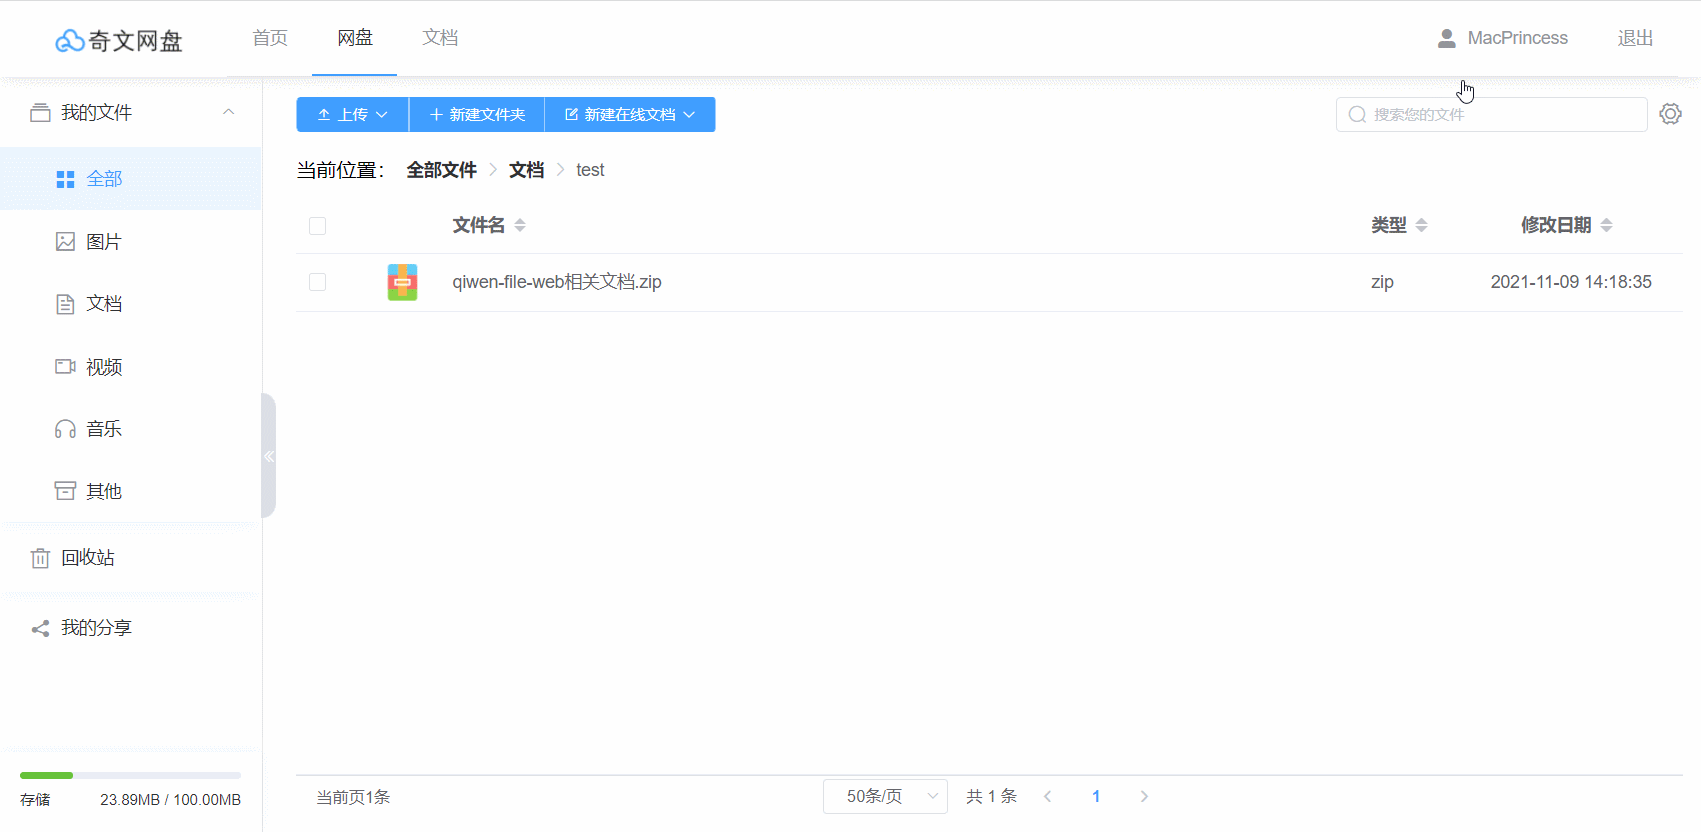 奇文网盘 首页 网盘 文档 MacPrincess 退出
我的文件
全部
图片
文档
视频
音乐
其他
回收站
我的分享
存储 23.89MB / 100.00MB
上传 新建文件夹 新建在线文档 搜索您的文件
当前位置： 全部文件 文档 test
文件名 类型 修改日期
qiwen-file-web相关文档.zip zip 2021-11-09 14:18:35
当前页1条 50条/页 共 1 条 1